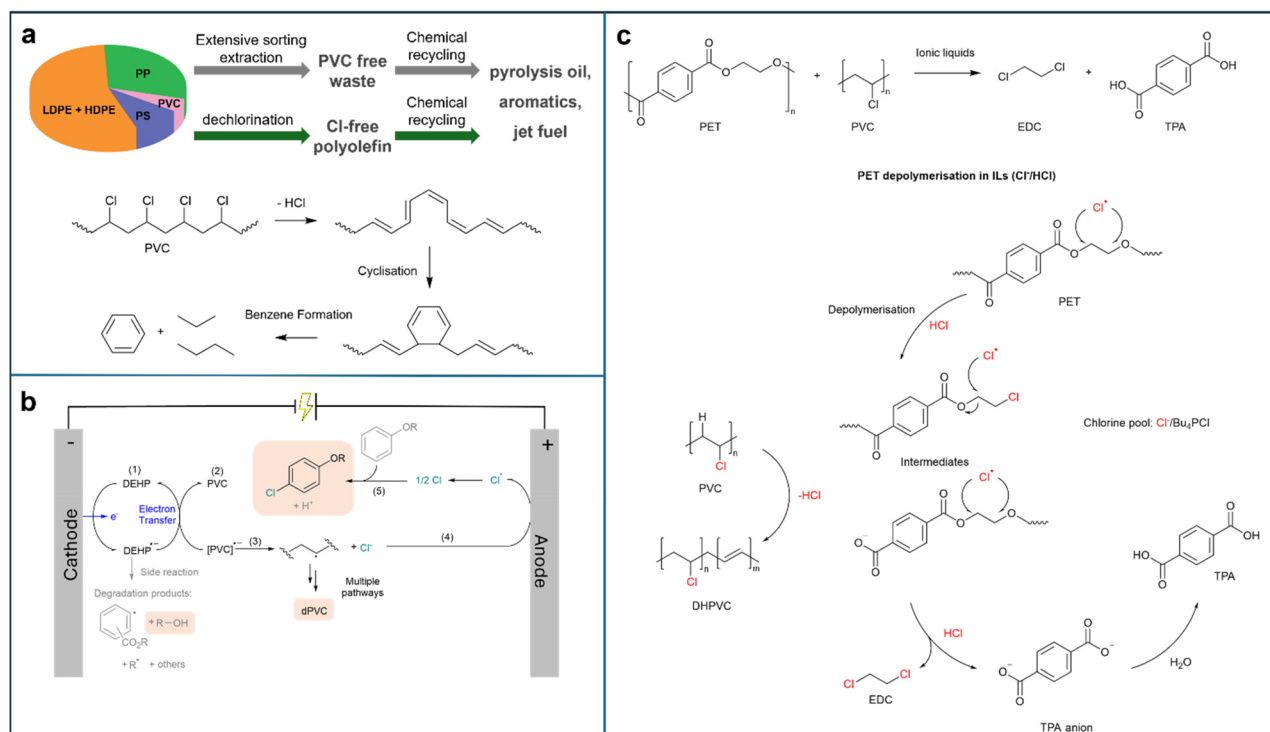 a
PP
LDPE + HDPE
PS
PVC
Extensive sorting
extraction
PVC free
waste
Chemical
recycling
dechlorination
Cl-free
polyolefin
Chemical
recycling
pyrolysis oil,
aromatics,
jet fuel
Cl Cl Cl Cl
PVC
- HCl
Cyclisation
Benzene Formation
+
b
-
+
Cathode
Anode
(1)
DEHP
(2)
PVC
e-
Electron
Transfer
DEHP•−
[PVC]•−
(3)
+ Cl-
(4)
Side reaction
Degradation products:
CO2R
+ R−OH
+ R• + others
Multiple
pathways
dPVC
OR
Cl
+ H+
OR
(5)
1/2 Cl
Cl•
c
O
O
O
O
n
PET
+
Cl
n
PVC
Ionic liquids
Cl
Cl
EDC
+
O
OH
HO
O
TPA
PET depolymerisation in ILs (Cl-/HCl)
Cl•
O
O
O
O
PET
Depolymerisation
HCl
Cl•
O
O
Cl
O
Intermediates
Chlorine pool: Cl-/Bu4PCl
H
n
Cl
PVC
-HCl
n
m
Cl
DHPVC
Cl•
O
O
O
O-
O
HCl
Cl
Cl
EDC
O
O-
O-
O
TPA anion
H2O
O
OH
HO
O
TPA